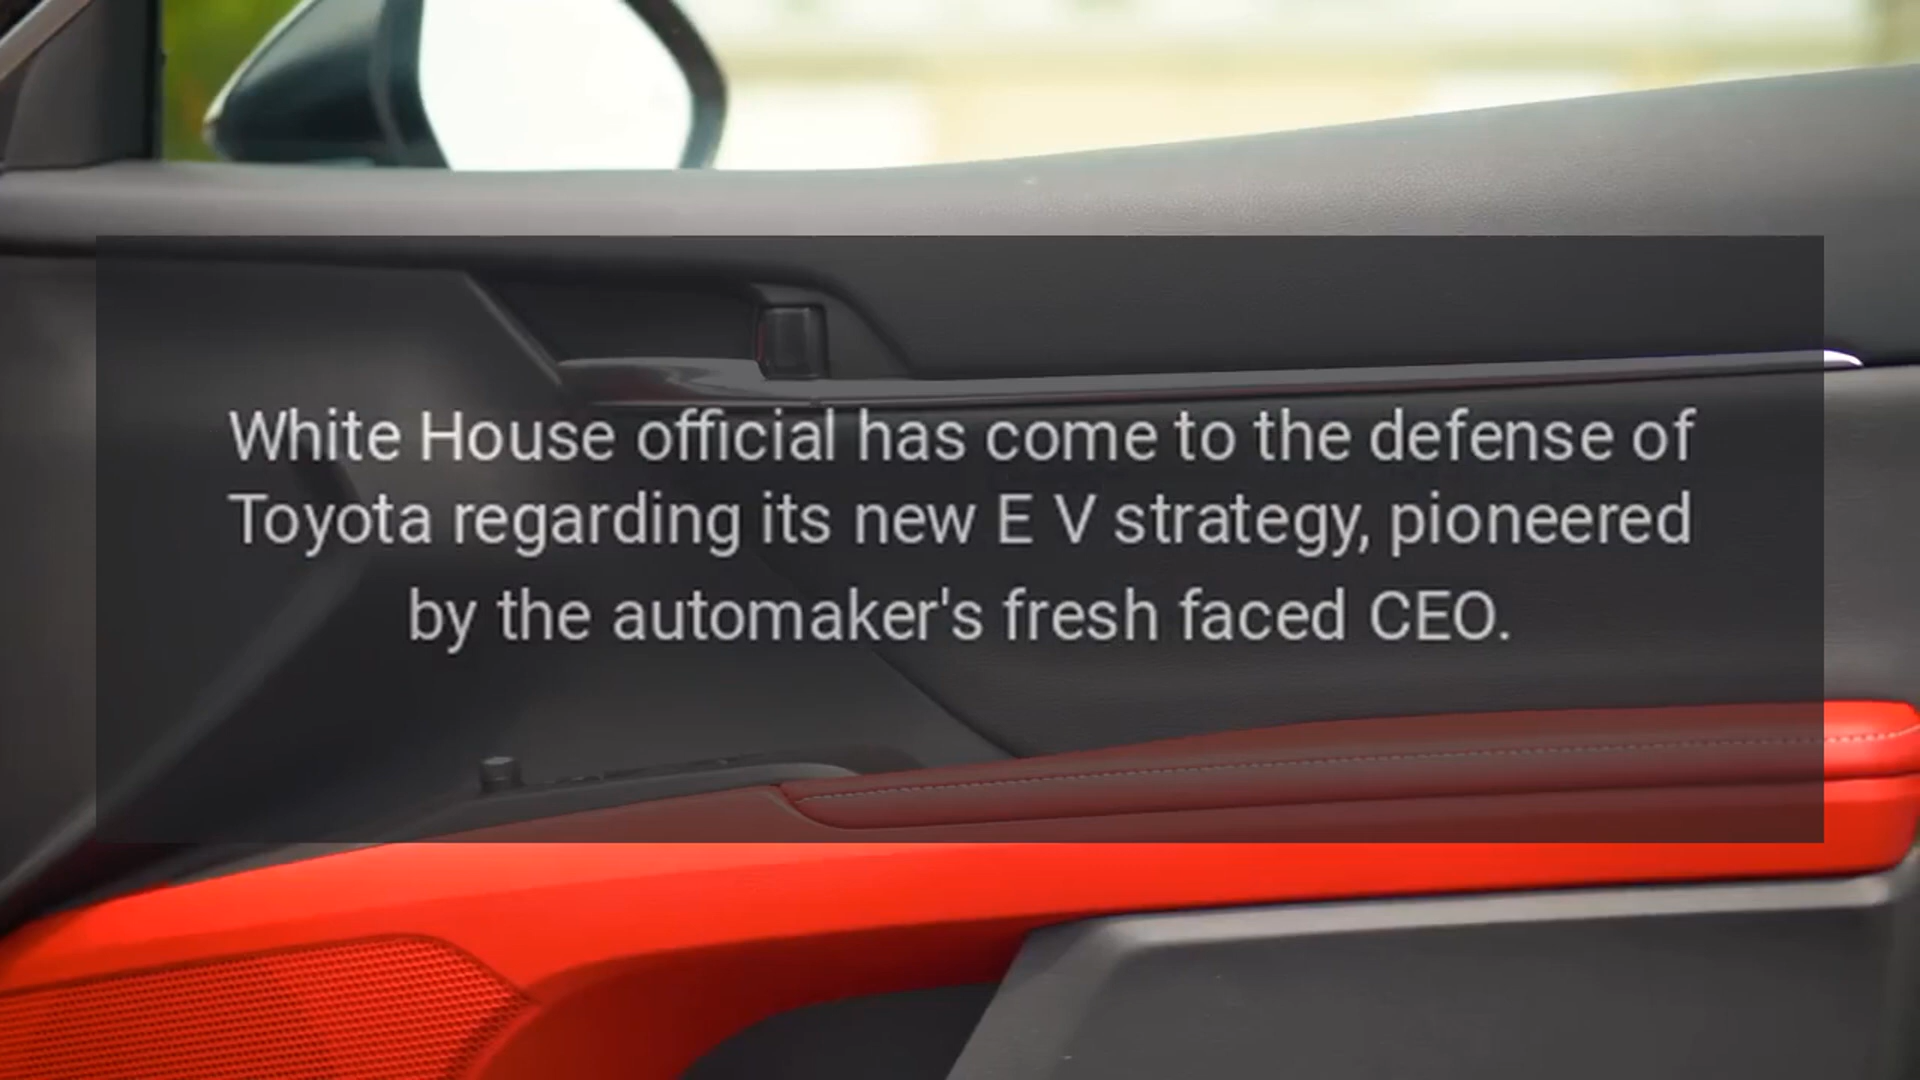 White House official has come to the defense of
Toyota regarding its new E V strategy, pioneered
by the automaker's fresh faced CEO.